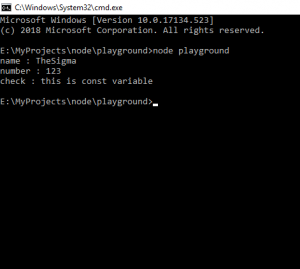 C:\Windows\System32\cmd.exe
Microsoft Windows [Version 10.0.17134.523]
(c) 2018 Microsoft Corporation. All rights reserved.
E:\MyProjects\node\playground>node playground
name : TheSigma
number : 123
check : this is const variable
E:\MyProjects\node\playground>